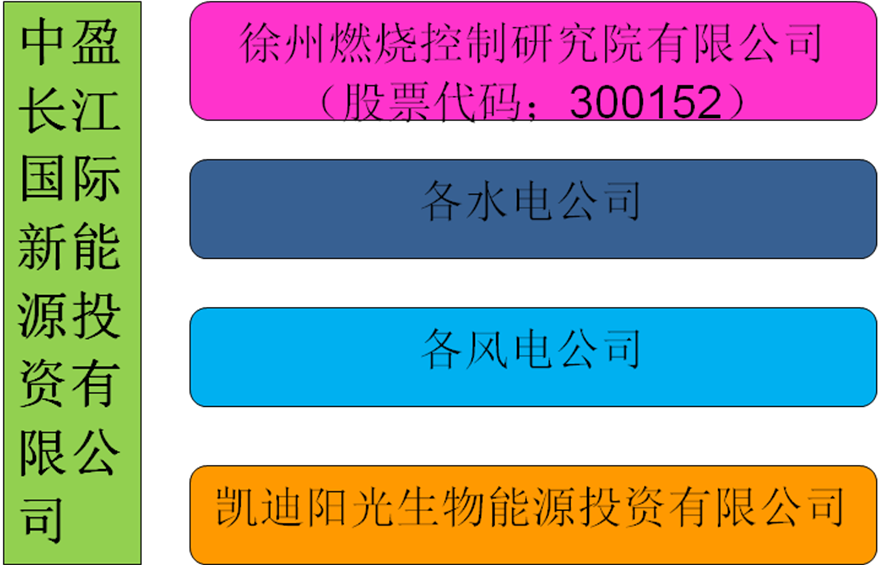 中盈
长江
国际
新能
源投
资有
限公
司
徐州燃烧控制研究院有限公司
（股票代码；300152）
各水电公司
各风电公司
凯迪阳光生物能源投资有限公司